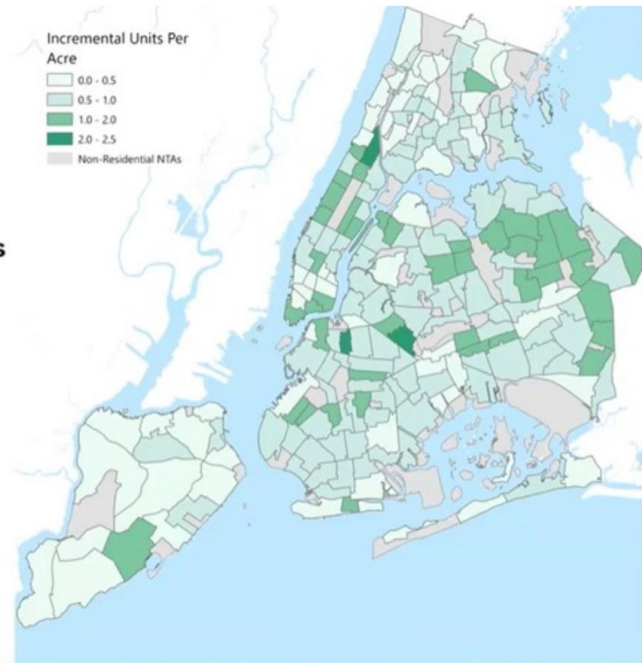 Incremental Units Per
Acre
0.0 - 0.5
0.5 - 1.0
1.0 - 2.0
2.0 - 2.5
Non-Residential NTAs
s